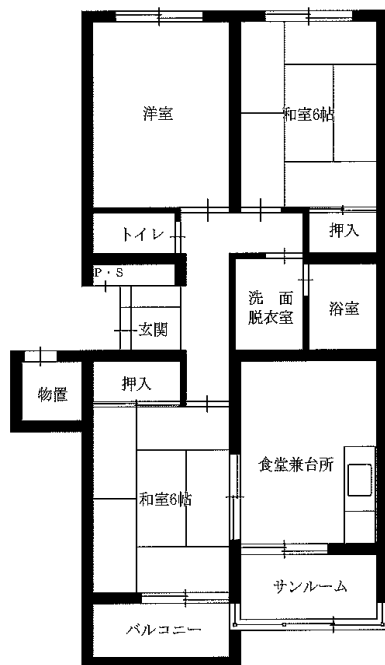 洋室
和室6帖
トイレ
押入
P・S
洗　面
脱衣室
浴室
玄関
物置
押入
食堂兼台所
和室6帖
サンルーム
バルコニー